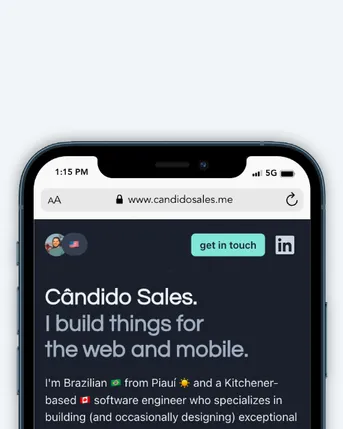 1:15 PM 5G
AA www.candidosales.me
get in touch in
Cândido Sales.
I build things for
the web and mobile.
I'm Brazilian 🇧🇷 from Piauí ☀️ and a Kitchener-
based 🇨🇦 software engineer who specializes in
building (and occasionally designing) exceptional